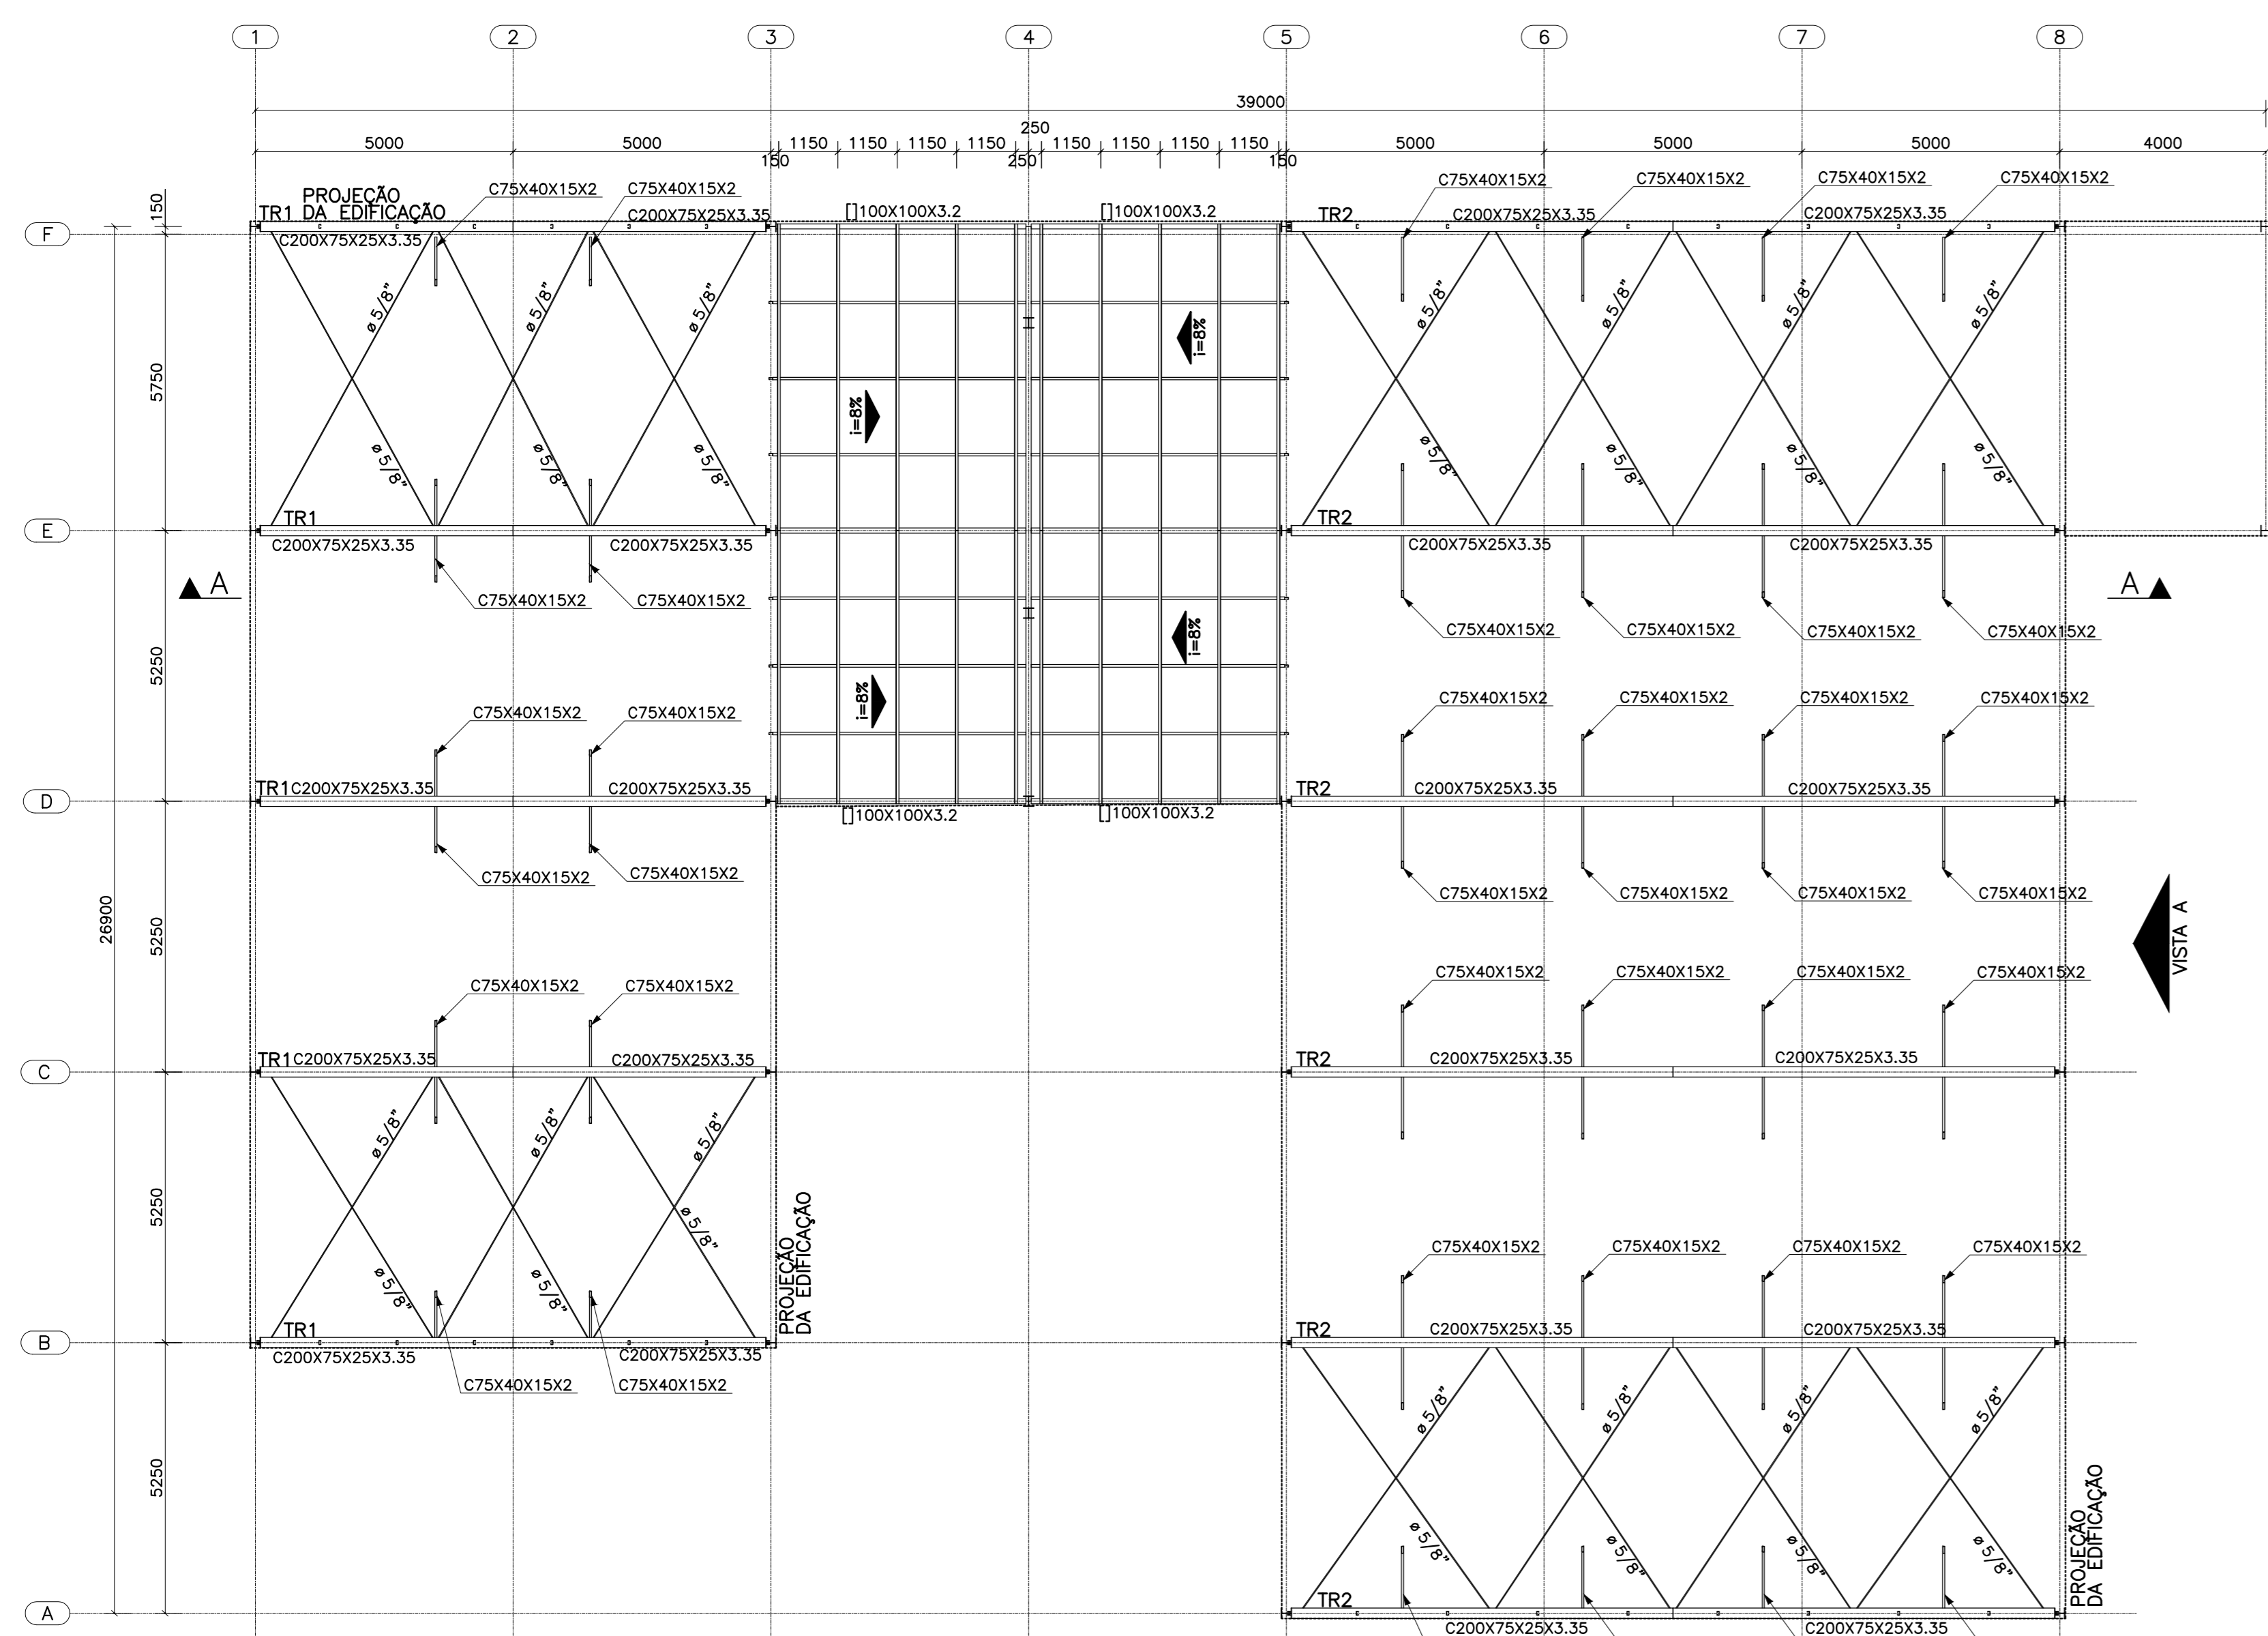 1 2 3 4 5 6 7 8
39000
250
5000 5000 1150 1150 1150 1150 1150 1150 1150 1150 5000 5000 5000 4000
150 250 150
150
PROJEÇÃO
DA EDIFICAÇÃO
C75X40X15X2 C75X40X15X2 C75X40X15X2 C75X40X15X2 C75X40X15X2 C75X40X15X2
TR1 C200X75X25X3.35 []100X100X3.2 []100X100X3.2 TR2 C200X75X25X3.35 C200X75X25X3.35
F
C200X75X25X3.35
ø 5/8" ø 5/8" ø 5/8" ø 5/8" ø 5/8" ø 5/8" ø 5/8"
i=8%
5750
i=8%
ø 5/8" ø 5/8" ø 5/8" ø 5/8" ø 5/8" ø 5/8" ø 5/8"
TR1 TR2
E
C200X75X25X3.35 C200X75X25X3.35 C200X75X25X3.35 C200X75X25X3.35
A A
C75X40X15X2 C75X40X15X2
C75X40X15X2 C75X40X15X2 C75X40X15X2 C75X40X15X2
i=8%
5250
i=8%
C75X40X15X2 C75X40X15X2 C75X40X15X2 C75X40X15X2 C75X40X15X2 C75X40X15X2
TR1 C200X75X25X3.35 C200X75X25X3.35 TR2 C200X75X25X3.35 C200X75X25X3.35
D
[]100X100X3.2 []100X100X3.2
C75X40X15X2 C75X40X15X2 C75X40X15X2 C75X40X15X2 C75X40X15X2 C75X40X15X2
26900
5250
VISTA A
C75X40X15X2 C75X40X15X2 C75X40X15X2 C75X40X15X2 C75X40X15X2 C75X40X15X2
TR1 C200X75X25X3.35 C200X75X25X3.35 TR2 C200X75X25X3.35 C200X75X25X3.35
C
ø 5/8" ø 5/8" ø 5/8"
5250
ø 5/8" ø 5/8" ø 5/8"
PROJEÇÃO
DA EDIFICAÇÃO
C75X40X15X2 C75X40X15X2 C75X40X15X2 C75X40X15X2
TR1 TR2 C200X75X25X3.35 C200X75X25X3.35
B
C200X75X25X3.35 C200X75X25X3.35
C75X40X15X2 C75X40X15X2
ø 5/8" ø 5/8" ø 5/8" ø 5/8"
5250
ø 5/8" ø 5/8" ø 5/8" ø 5/8"
PROJEÇÃO
DA EDIFICAÇÃO
TR2
A
C200X75X25X3.35 C200X75X25X3.35